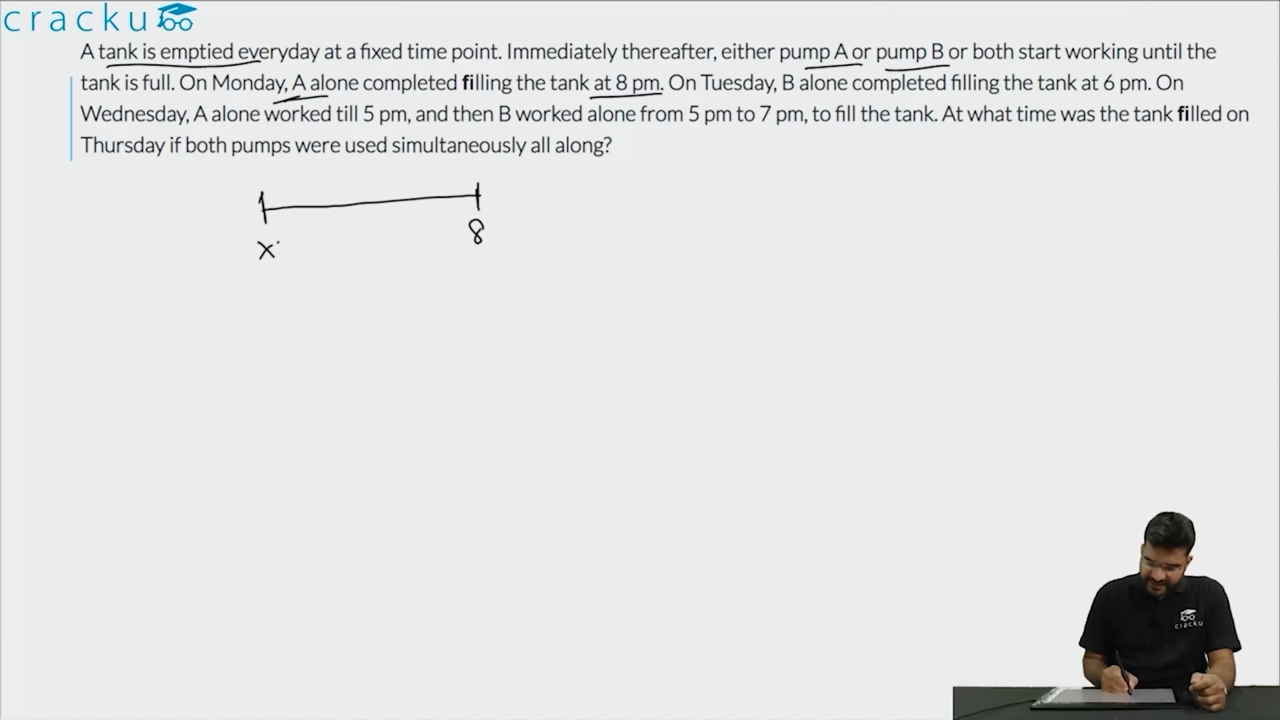 cracku
A tank is emptied everyday at a fixed time point. Immediately thereafter, either pump A or pump B or both start working until the
tank is full. On Monday, A alone completed filling the tank at 8 pm. On Tuesday, B alone completed filling the tank at 6 pm. On
Wednesday, A alone worked till 5 pm, and then B worked alone from 5 pm to 7 pm, to fill the tank. At what time was the tank filled on
Thursday if both pumps were used simultaneously all along?
x 8
cracku